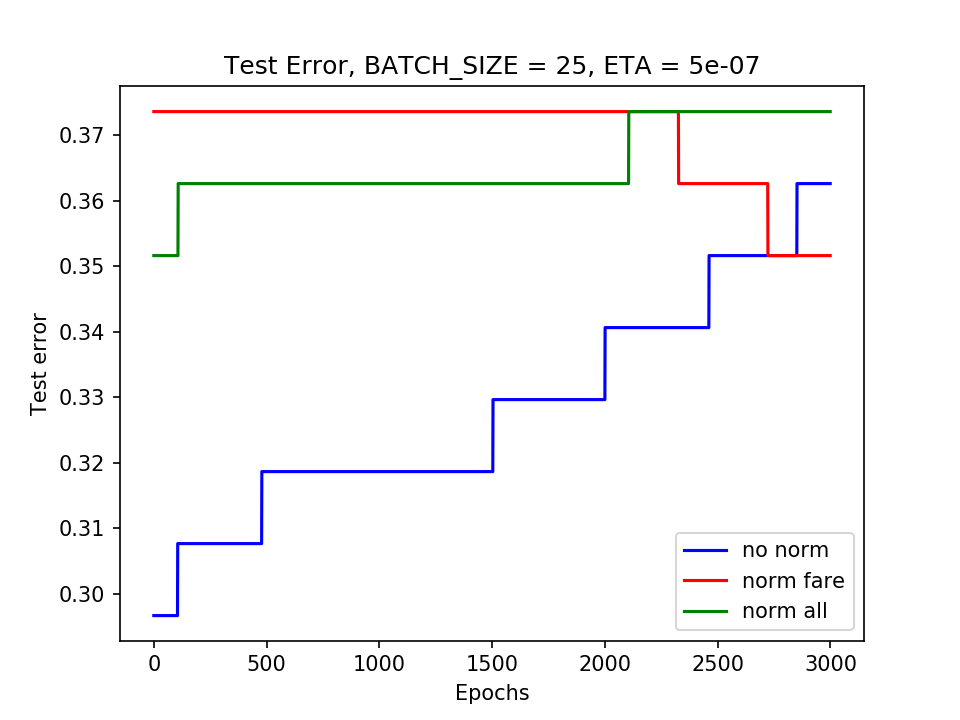 Test Error, BATCH_SIZE = 25, ETA = 5e-07
Test error
0.37
0.36
0.35
0.34
0.33
0.32
0.31
0.30
no norm
norm fare
norm all
0 500 1000 1500 2000 2500 3000
Epochs